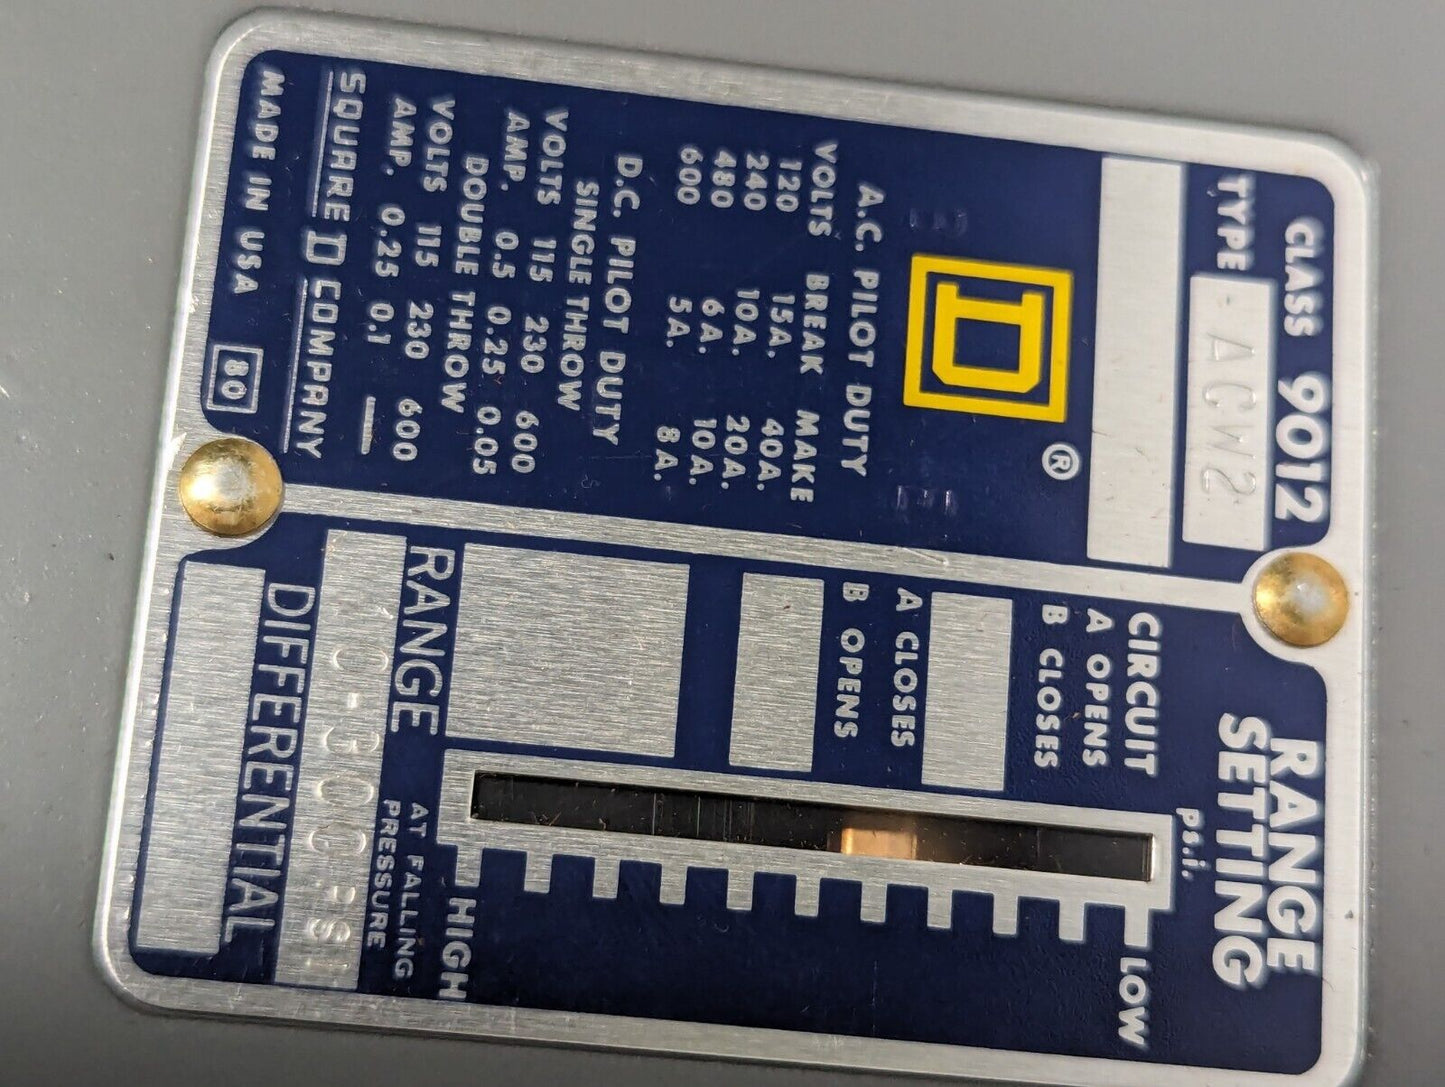 CLASS 9012
TYPE ACW2
D ®
A.C. PILOT DUTY
VOLTS BREAK MAKE
120 15A. 40A.
240 10A. 20A.
480 6A. 10A.
600 5A. 8A.
D.C. PILOT DUTY
SINGLE THROW
VOLTS 115 230 600
AMP. 0.5 0.25 0.05
DOUBLE THROW
VOLTS 115 230 600
AMP. 0.25 0.1 —
SQUARE D COMPANY
MADE IN USA 80
RANGE
SETTING
psi.
CIRCUIT
A OPENS
B CLOSES
LOW
A CLOSES
B OPENS
HIGH
RANGE
AT FALLING
PRESSURE
DIFFERENTIAL